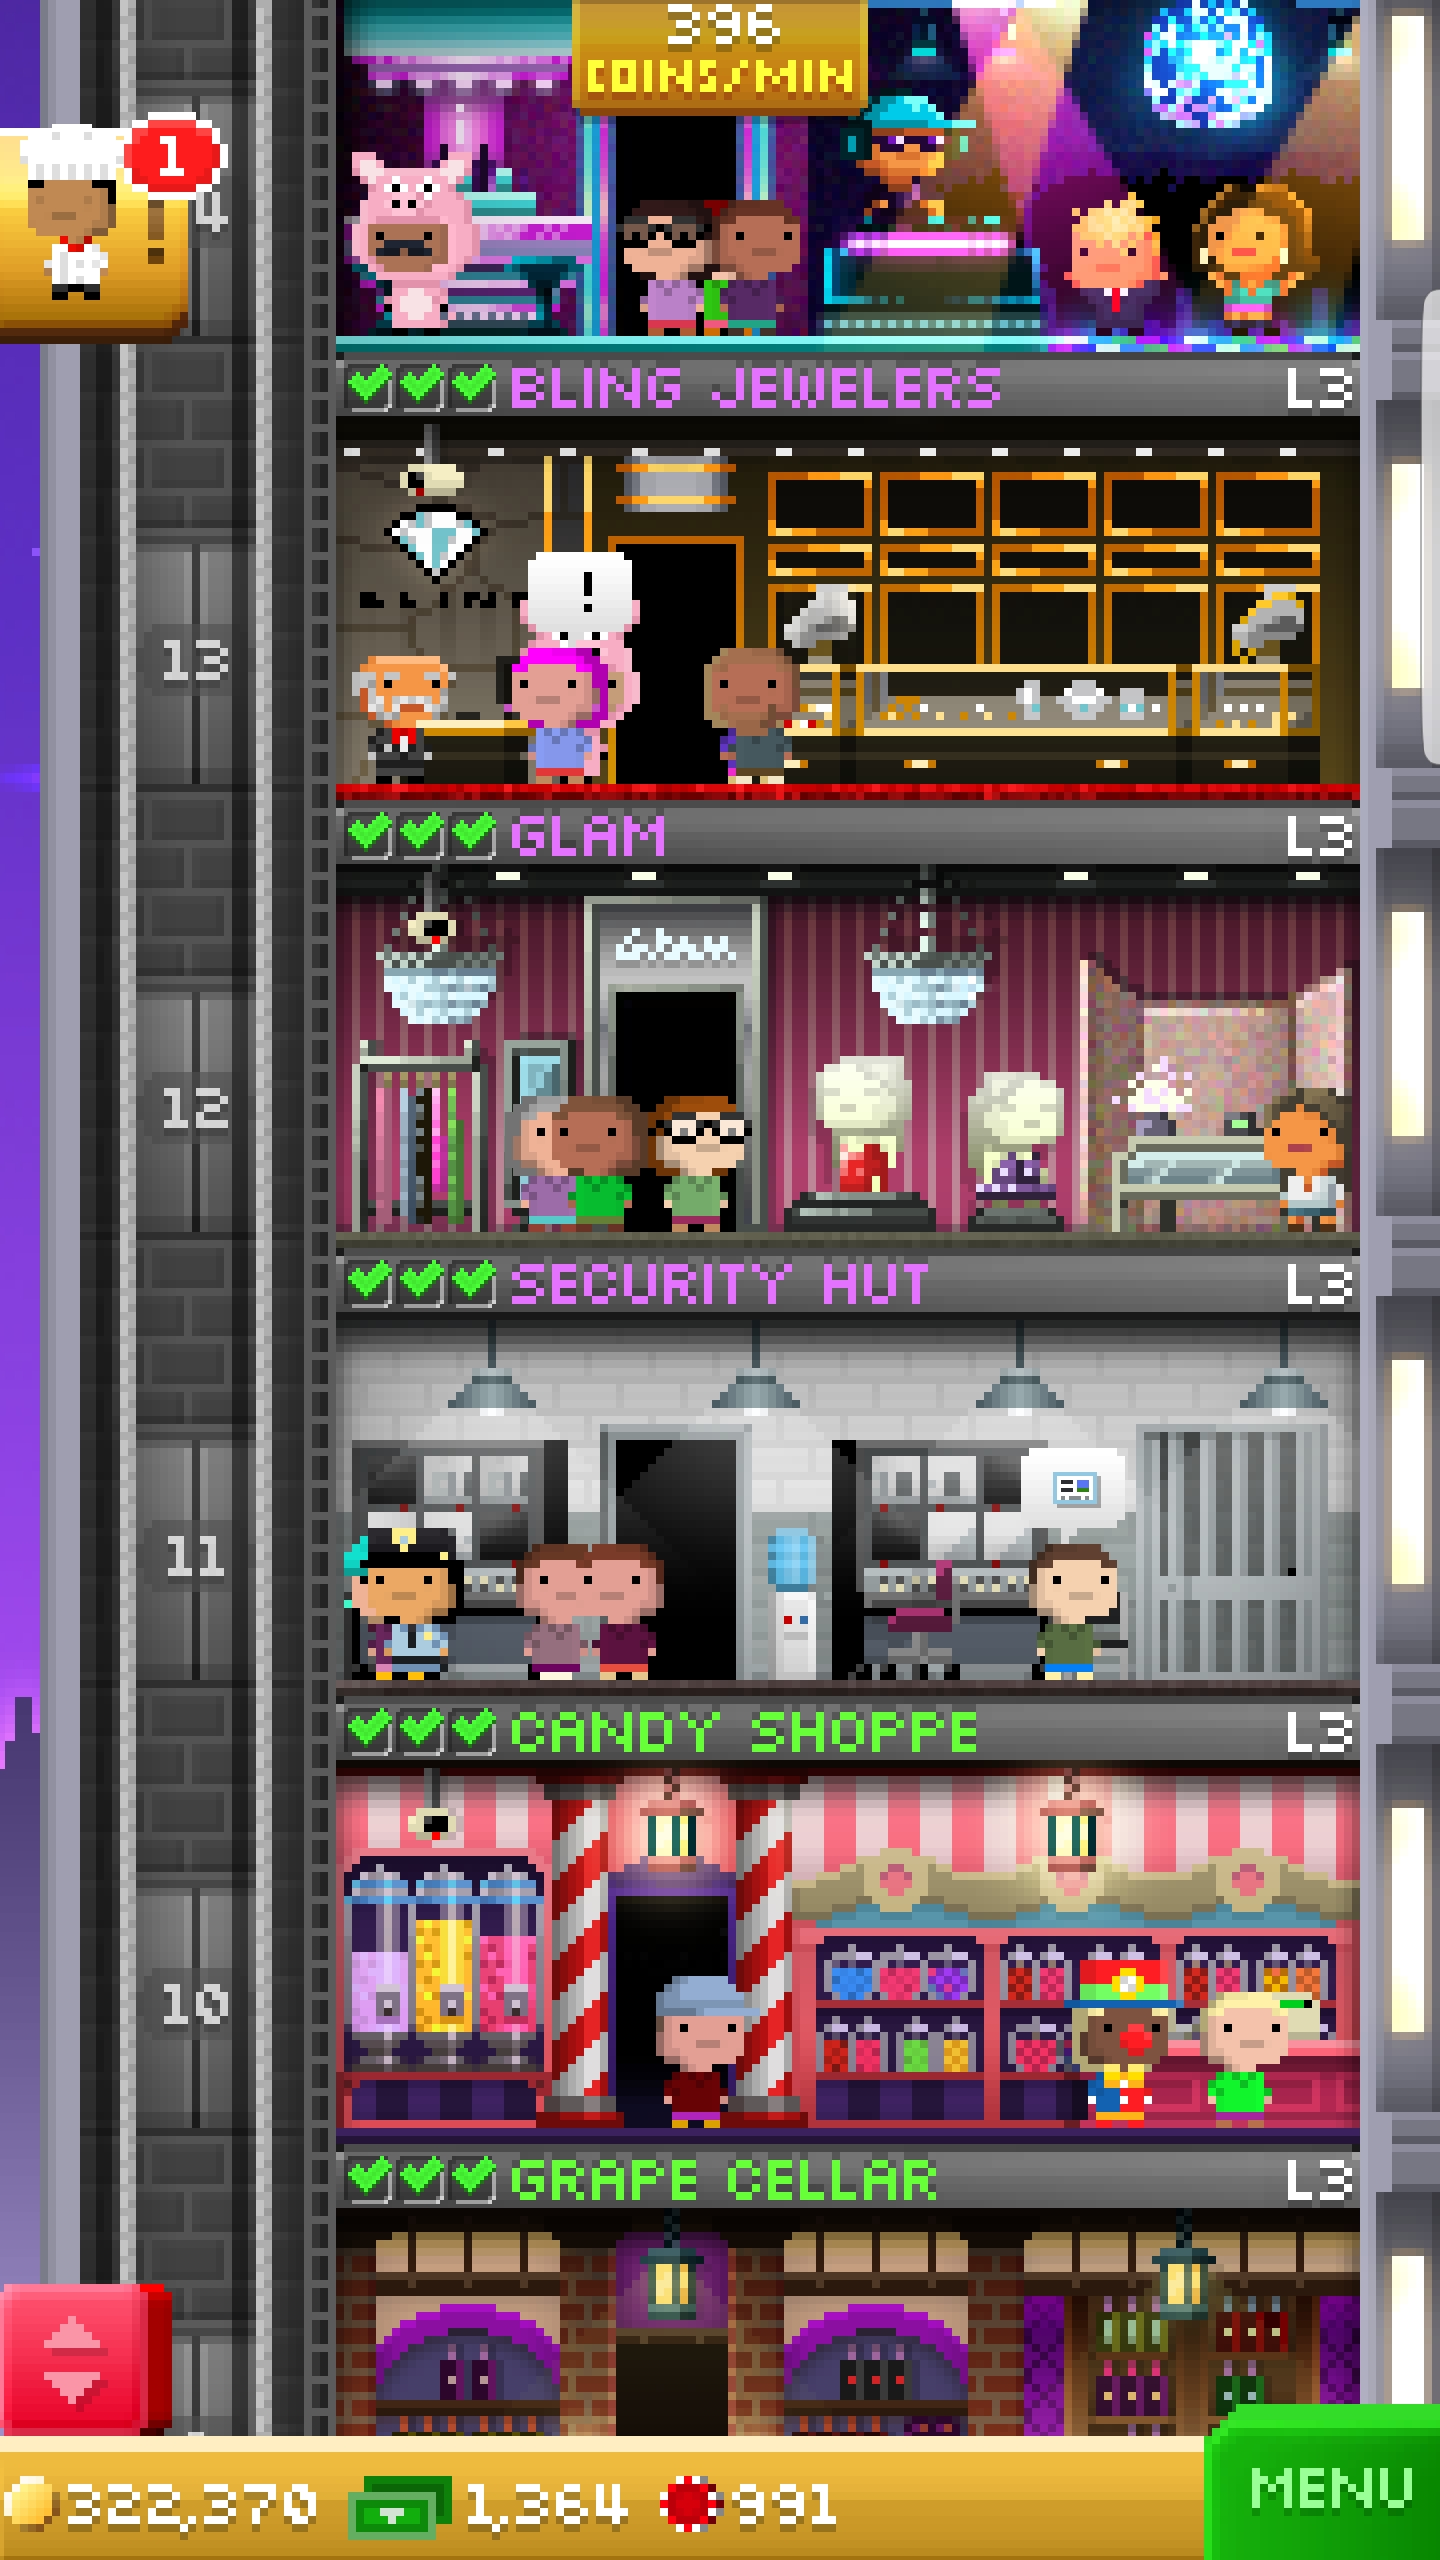 396
COINS/MIN
1
4
BLING JEWELERS L3
!
13
GLAM L3
Glam
12
SECURITY HUT L3
11
CANDY SHOPPE L3
10
GRAPE CELLAR L3
322,370 1,364 991
MENU